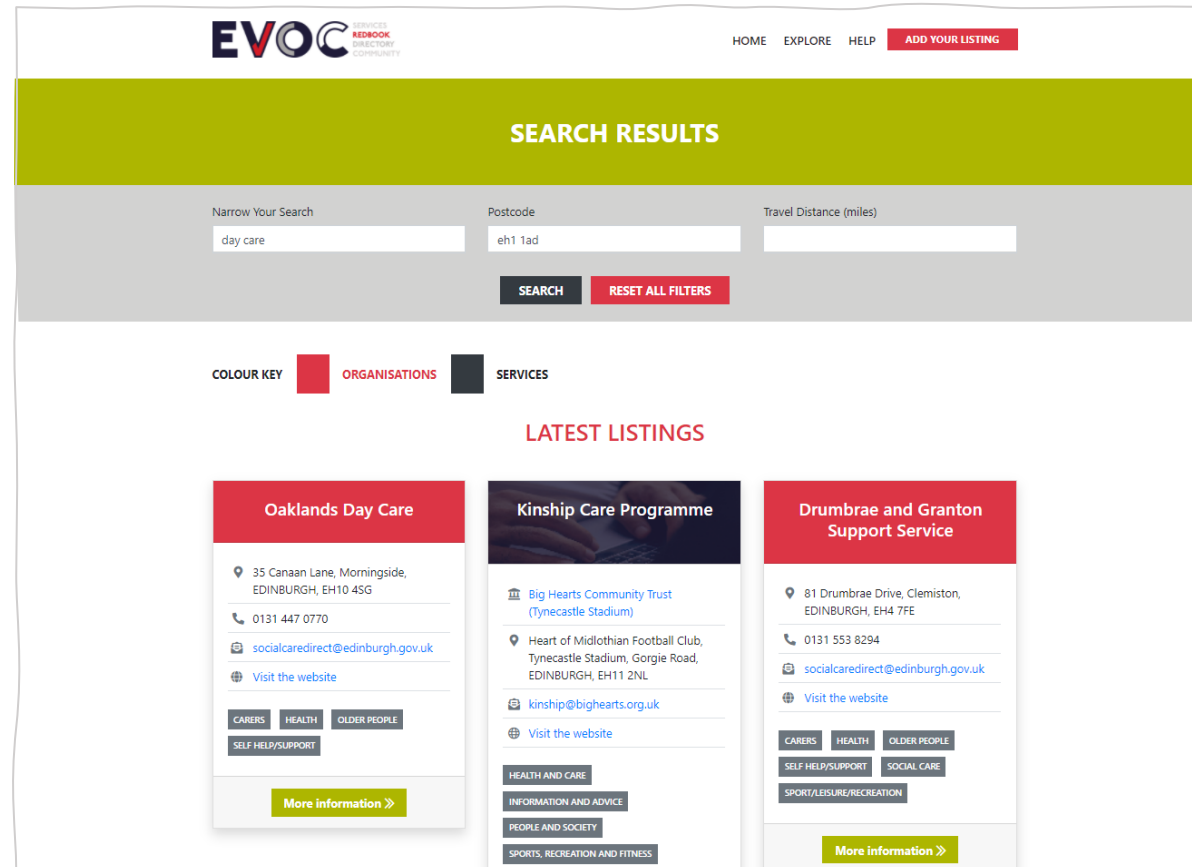 EVOC
SERVICES
REDBOOK
DIRECTORY
COMMUNITY
HOME EXPLORE HELP ADD YOUR LISTING
SEARCH RESULTS
Narrow Your Search Postcode Travel Distance (miles)
day care eh1 1ad
SEARCH RESET ALL FILTERS
COLOUR KEY ORGANISATIONS SERVICES
LATEST LISTINGS
Oaklands Day Care
35 Canaan Lane, Morningside,
EDINBURGH, EH10 4SG
0131 447 0770
socialcaredirect@edinburgh.gov.uk
Visit the website
CARERS HEALTH OLDER PEOPLE
SELF HELP/SUPPORT
More information
Kinship Care Programme
Big Hearts Community Trust
(Tynecastle Stadium)
Heart of Midlothian Football Club,
Tynecastle Stadium, Gorgie Road,
EDINBURGH, EH11 2NL
kinship@bighearts.org.uk
Visit the website
HEALTH AND CARE
INFORMATION AND ADVICE
PEOPLE AND SOCIETY
SPORTS, RECREATION AND FITNESS
Drumbrae and Granton
Support Service
81 Drumbrae Drive, Clemiston,
EDINBURGH, EH4 7FE
0131 553 8294
socialcaredirect@edinburgh.gov.uk
Visit the website
CARERS HEALTH OLDER PEOPLE
SELF HELP/SUPPORT SOCIAL CARE
SPORT/LEISURE/RECREATION
More information